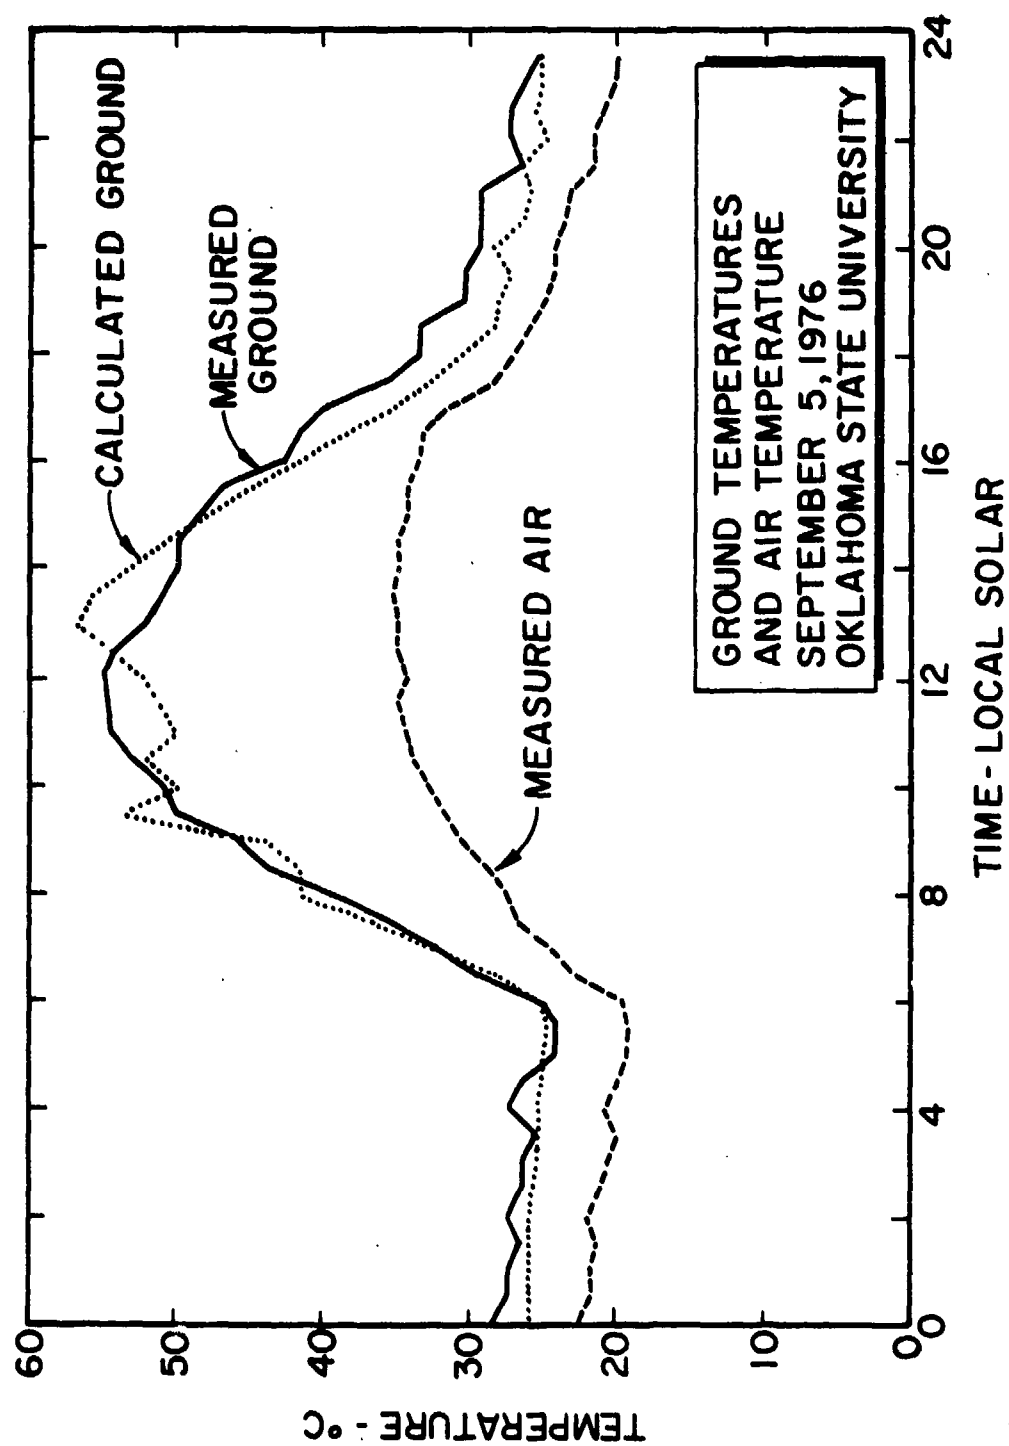 CALCULATED GROUND
MEASURED
GROUND
MEASURED AIR
GROUND TEMPERATURES
AND AIR TEMPERATURE
SEPTEMBER 5, 1976
OKLAHOMA STATE UNIVERSITY
TEMPERATURE - °C
60
50
40
30
20
10
0
0
4
8
12
16
20
24
TIME - LOCAL SOLAR